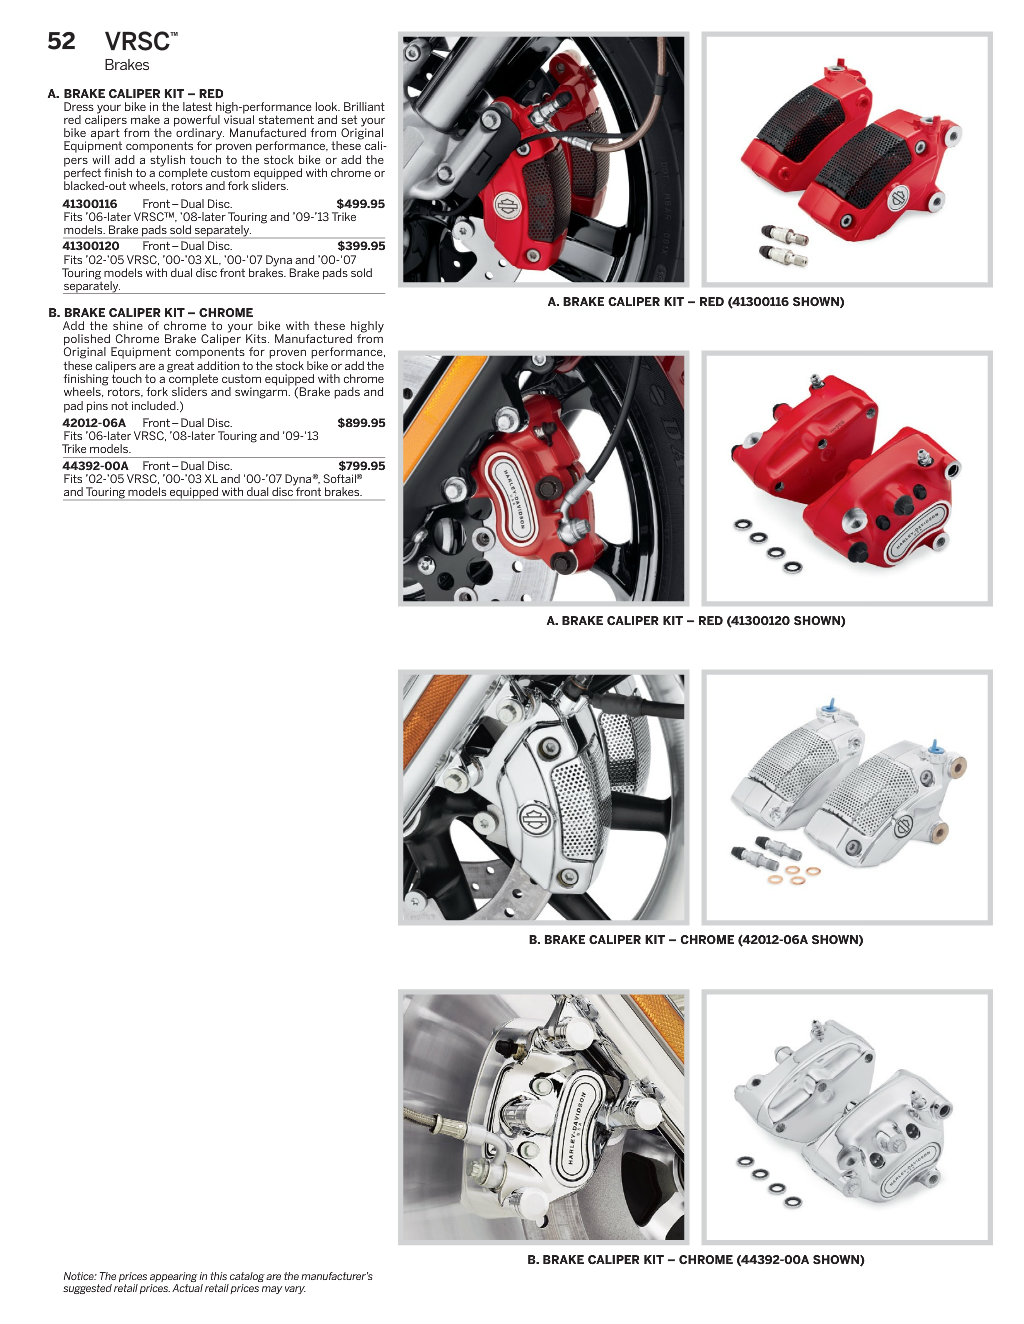 52 VRSC™
Brakes
A. BRAKE CALIPER KIT – RED
Dress your bike in the latest high-performance look. Brilliant
red calipers make a powerful visual statement and set your
bike apart from the ordinary. Manufactured from Original
Equipment components for proven performance, these cali-
pers will add a stylish touch to the stock bike or add the
perfect finish to a complete custom equipped with chrome or
blacked-out wheels, rotors and fork sliders.
41300116 Front – Dual Disc. $499.95
Fits ’06-later VRSC™, ’08-later Touring and ’09-’13 Trike
models. Brake pads sold separately.
41300120 Front – Dual Disc. $399.95
Fits ’02-’05 VRSC, ’00-’03 XL, ’00-’07 Dyna and ’00-’07
Touring models with dual disc front brakes. Brake pads sold
separately.
B. BRAKE CALIPER KIT – CHROME
Add the shine of chrome to your bike with these highly
polished Chrome Brake Caliper Kits. Manufactured from
Original Equipment components for proven performance,
these calipers are a great addition to the stock bike or add the
finishing touch to a complete custom equipped with chrome
wheels, rotors, fork sliders and swingarm. (Brake pads and
pad pins not included.)
42012-06A Front – Dual Disc. $899.95
Fits ’06-later VRSC, ’08-later Touring and ’09-’13
Trike models.
44392-00A Front – Dual Disc. $799.95
Fits ’02-’05 VRSC, ’00-’03 XL and ’00-’07 Dyna®, Softail®
and Touring models equipped with dual disc front brakes.
A. BRAKE CALIPER KIT – RED (41300116 SHOWN)
HARLEY-DAVIDSON
HARLEY-DAVIDSON
A. BRAKE CALIPER KIT – RED (41300120 SHOWN)
B. BRAKE CALIPER KIT – CHROME (42012-06A SHOWN)
HARLEY-DAVIDSON
HARLEY-DAVIDSON
B. BRAKE CALIPER KIT – CHROME (44392-00A SHOWN)
Notice: The prices appearing in this catalog are the manufacturer’s
suggested retail prices. Actual retail prices may vary.